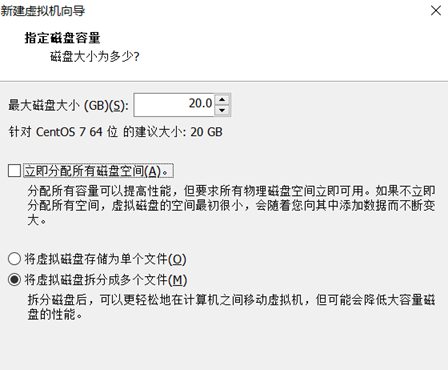 新建虚拟机向导
指定磁盘容量
磁盘大小为多少?
最大磁盘大小 (GB)(S): 20.0
针对 CentOS 7 64 位 的建议大小: 20 GB
立即分配所有磁盘空间(A)。
分配所有容量可以提高性能，但要求所有物理磁盘空间立即可用。如果不立即
分配所有空间，虚拟磁盘的空间最初很小，会随着您向其中添加数据而不断变
大。
将虚拟磁盘存储为单个文件(O)
将虚拟磁盘拆分成多个文件(M)
拆分磁盘后，可以更轻松地在计算机之间移动虚拟机，但可能会降低大容量磁
盘的性能。